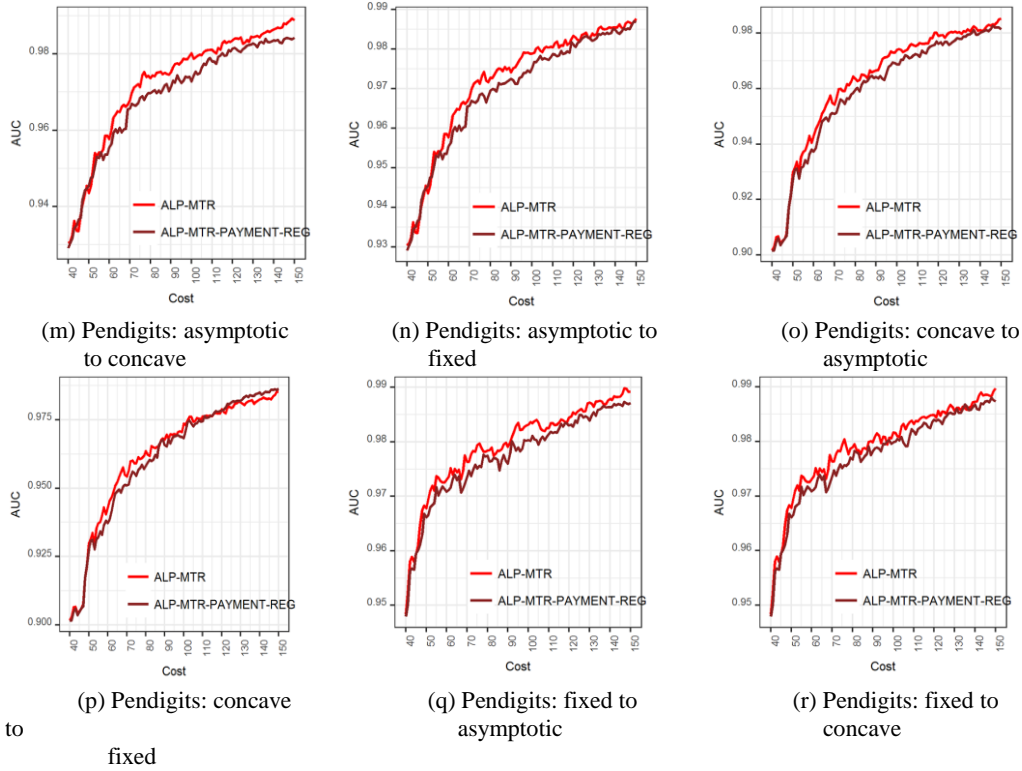 0.98
0.96
0.94
AUC
ALP-MTR
ALP-MTR-PAYMENT-REG
40 50 60 70 80 90 100 110 120 130 140 150
Cost
(m) Pendigits: asymptotic
to concave
0.99
0.98
0.97
0.96
0.95
0.94
0.93
AUC
ALP-MTR
ALP-MTR-PAYMENT-REG
40 50 60 70 80 90 100 110 120 130 140 150
Cost
(n) Pendigits: asymptotic to
fixed
0.98
0.96
0.94
0.92
0.90
AUC
ALP-MTR
ALP-MTR-PAYMENT-REG
40 50 60 70 80 90 100 110 120 130 140 150
Cost
(o) Pendigits: concave to
asymptotic
0.975
0.950
0.925
0.900
AUC
ALP-MTR
ALP-MTR-PAYMENT-REG
40 50 60 70 80 90 100 110 120 130 140 150
Cost
(p) Pendigits: concave
to
fixed
0.99
0.98
0.97
0.96
0.95
AUC
ALP-MTR
ALP-MTR-PAYMENT-REG
40 50 60 70 80 90 100 110 120 130 140 150
Cost
(q) Pendigits: fixed to
asymptotic
0.99
0.98
0.97
0.96
0.95
AUC
ALP-MTR
ALP-MTR-PAYMENT-REG
40 50 60 70 80 90 100 110 120 130 140 150
Cost
(r) Pendigits: fixed to
concave